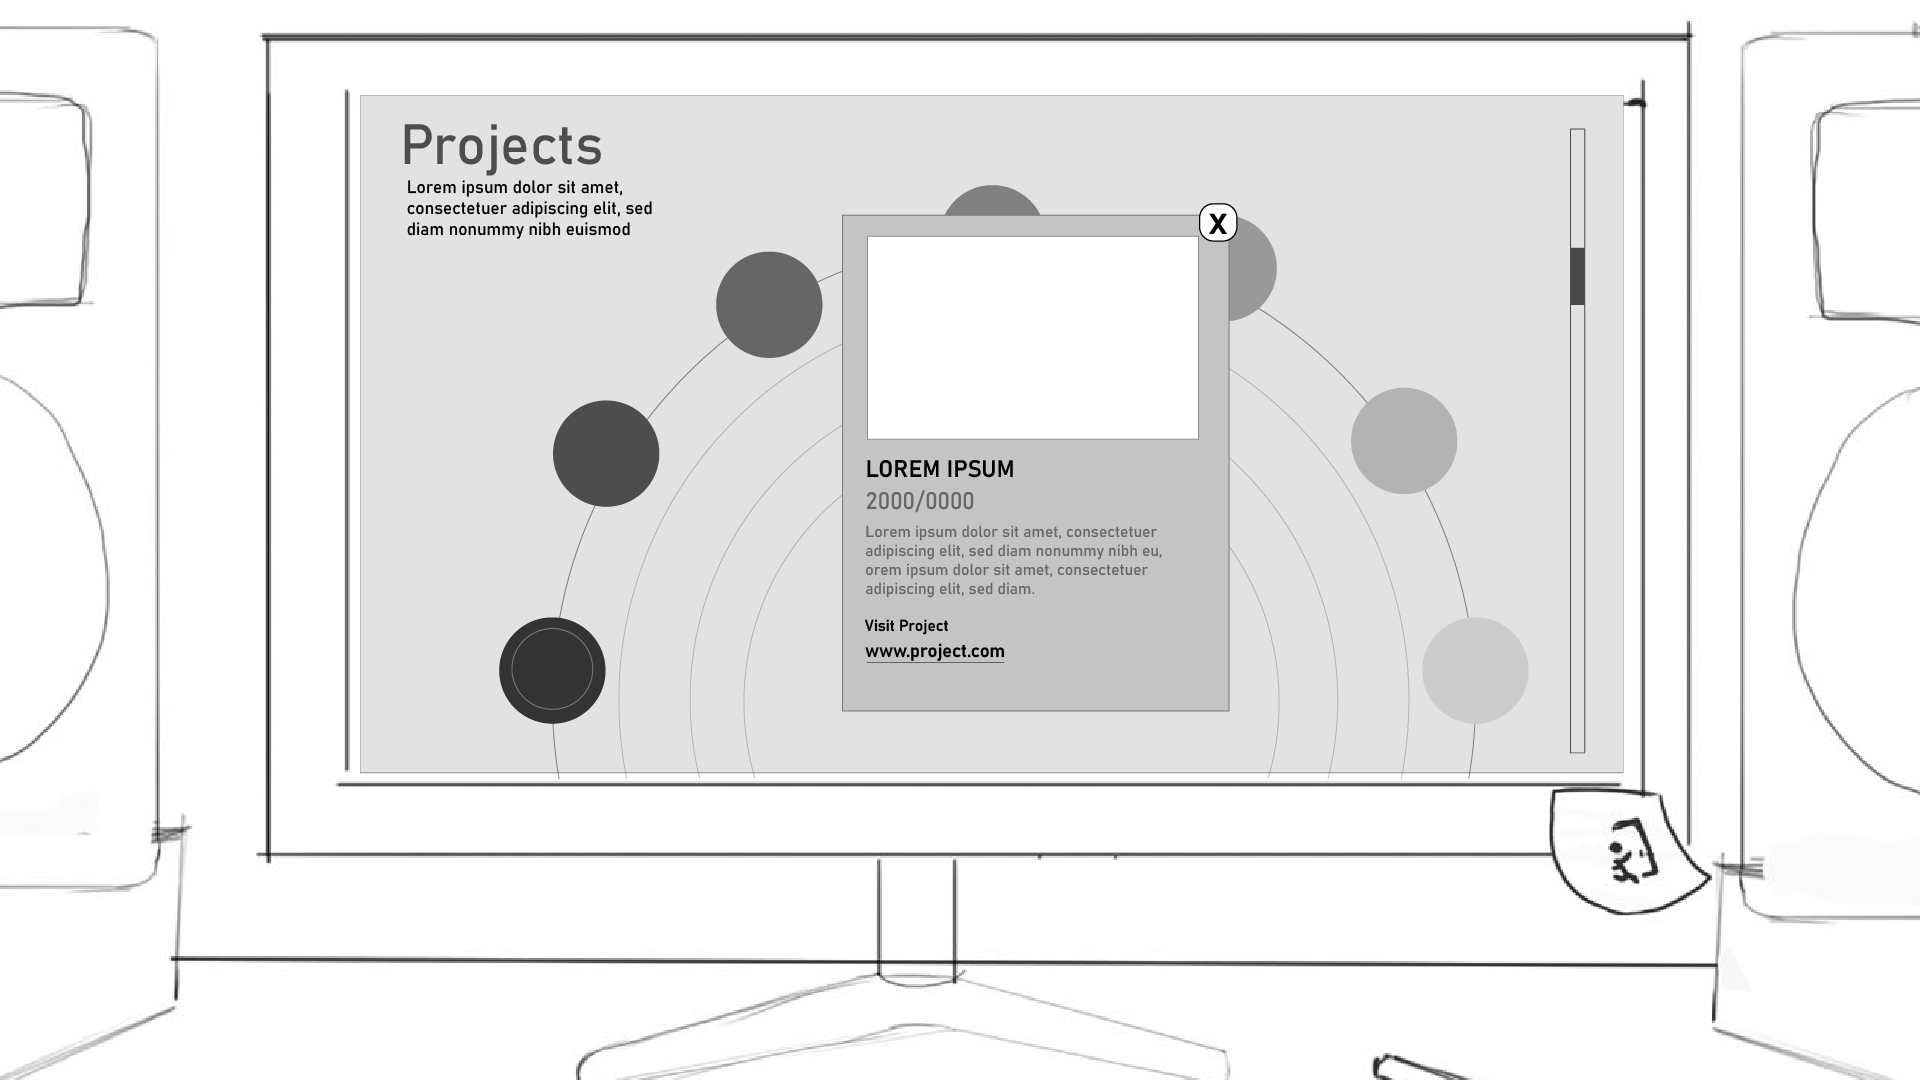 Projects
Lorem ipsum dolor sit amet,
consectetuer adipiscing elit, sed
diam nonummy nibh euismod
X
LOREM IPSUM
2000/0000
Lorem ipsum dolor sit amet, consectetuer
adipiscing elit, sed diam nonummy nibh eu,
orem ipsum dolor sit amet, consectetuer
adipiscing elit, sed diam.
Visit Project
www.project.com